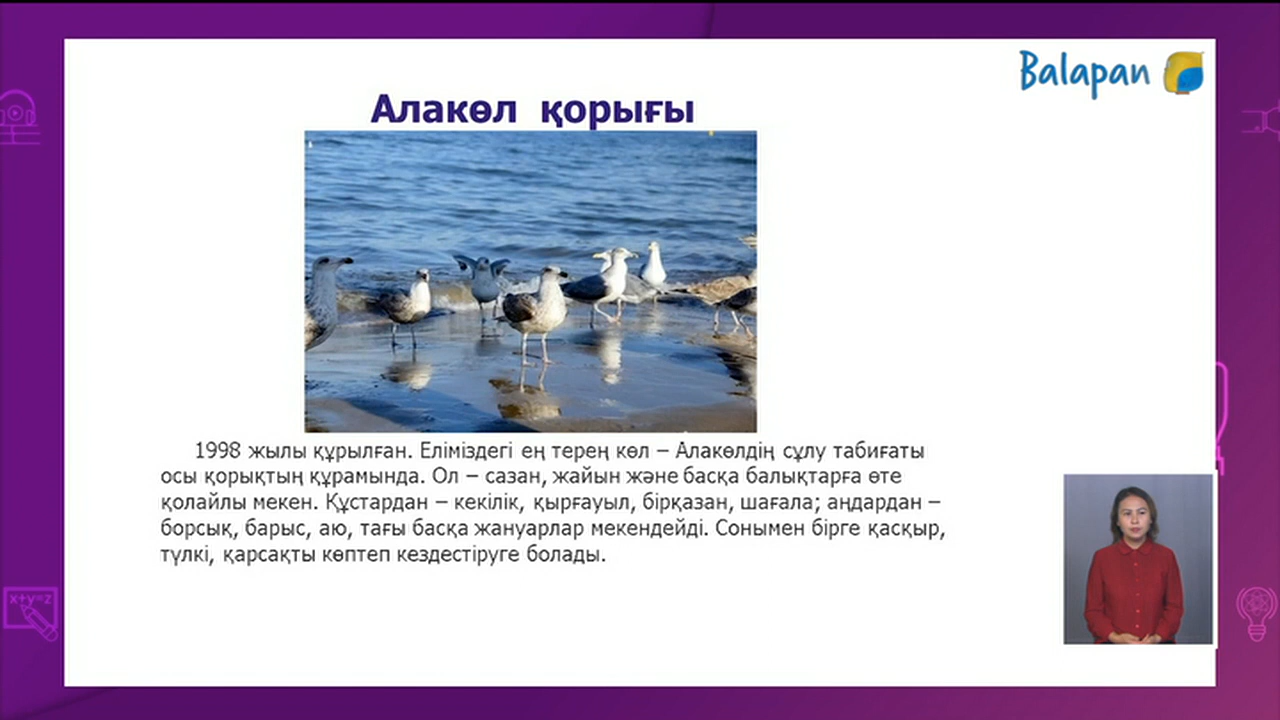 Balapan
Алакөл қорығы
1998 жылы құрылған. Еліміздегі ең терең көл – Алакөлдің сұлу табиғаты
осы қорықтың құрамында. Ол – сазан, жайын және басқа балықтарға өте
қолайлы мекен. Құстардан – кекілік, қырғауыл, бірқазан, шағала; аңдардан –
борсық, барыс, аю, тағы басқа жануарлар мекендейді. Сонымен бірге қасқыр,
түлкі, қарсақты көптеп кездестіруге болады.
x+y=z